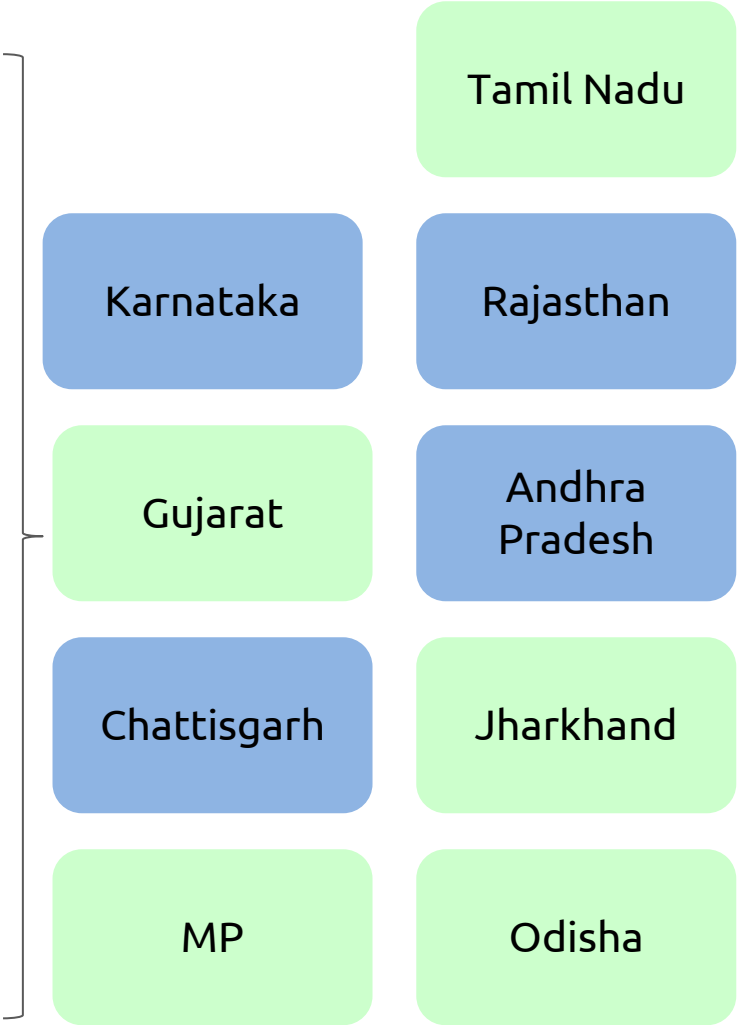 Tamil Nadu
Karnataka
Rajasthan
Gujarat
Andhra
Pradesh
Chattisgarh
Jharkhand
MP
Odisha